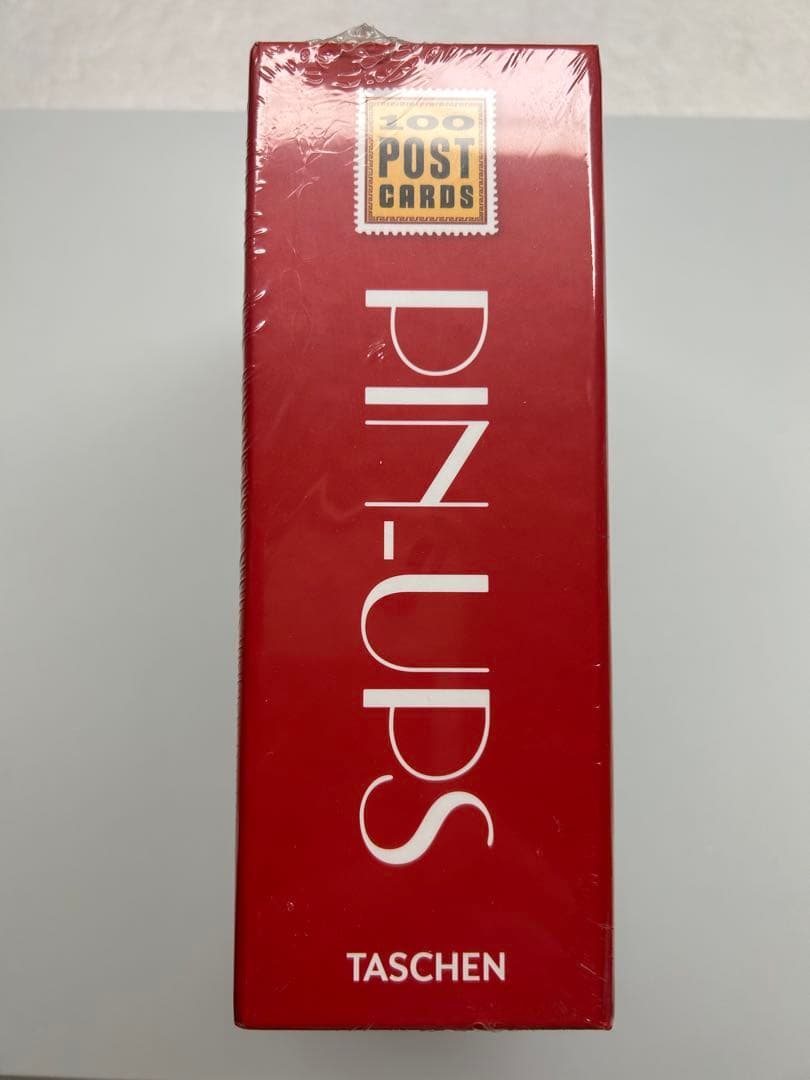 100
POST
CARDS
PIN-UPS
TASCHEN